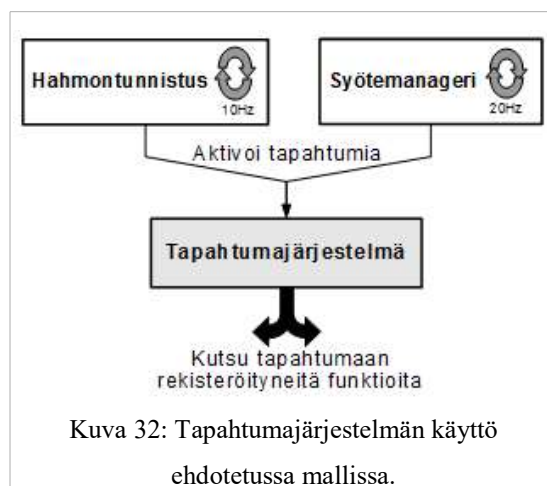 Hahmontunnistus
10Hz
Syötemanageri
20Hz
Aktivoi tapahtumia
Tapahtumajärjestelmä
Kutsu tapahtumaan
rekisteröityneitä funktioita
Kuva 32: Tapahtumajärjestelmän käyttö
ehdotetussa mallissa.